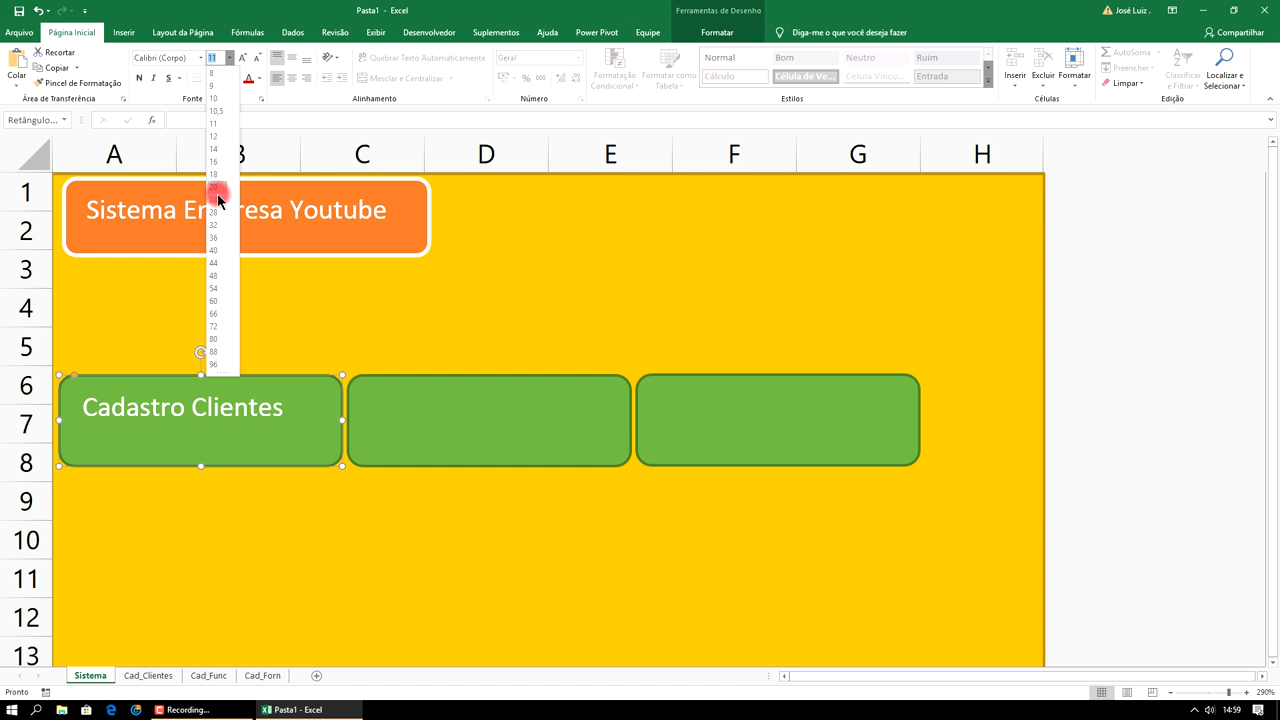 Pasta1 - Excel
Ferramentas de Desenho
José Luiz .
Arquivo
Página Inicial
Inserir
Layout da Página
Fórmulas
Dados
Revisão
Exibir
Desenvolvedor
Suplementos
Ajuda
Power Pivot
Equipe
Formatar
Diga-me o que você deseja fazer
Compartilhar
Colar
Recortar
Copiar
Pincel de Formatação
Área de Transferência
Calibri (Corpo)
11
N I S
Fonte
Quebrar Texto Automaticamente
Mesclar e Centralizar
Alinhamento
Geral
%
000
Número
Formatação
Condicional
Formatar como
Tabela
Normal
Bom
Neutro
Ruim
Cálculo
Célula de Ve...
Célula Vincu...
Entrada
Estilos
Inserir
Excluir
Formatar
Células
AutoSoma
Preencher
Limpar
Classificar
e Filtrar
Localizar e
Selecionar
Edição
Retângulo...
fx
8
9
10
10,5
11
12
14
16
18
20
28
32
36
40
44
48
54
60
66
72
80
88
96
A B C D E F G H
1
2
3
4
5
6
7
8
9
10
11
12
13
Sistema Em resa Youtube
Cadastro Clientes
Sistema
Cad_Clientes
Cad_Func
Cad_Forn
Pronto
290%
Recording...
Pasta1 - Excel
14:59